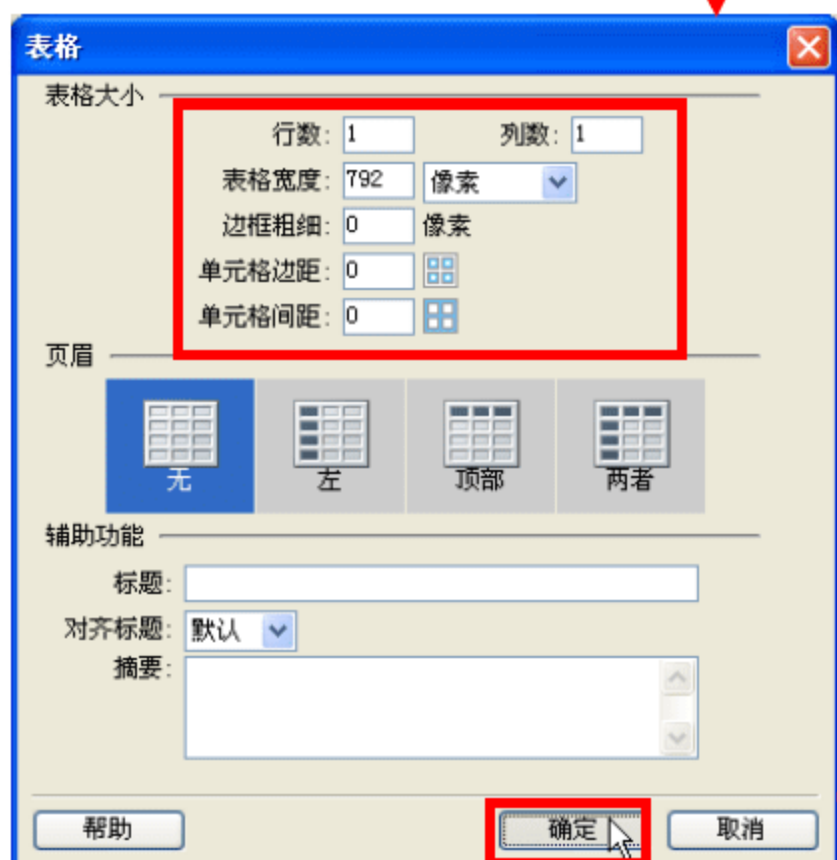 表格
表格大小
行数: 1 列数: 1
表格宽度: 792 像素
边框粗细: 0 像素
单元格边距: 0
单元格间距: 0
页眉
无 左 顶部 两者
辅助功能
标题:
对齐标题: 默认
摘要:
帮助 确定 取消